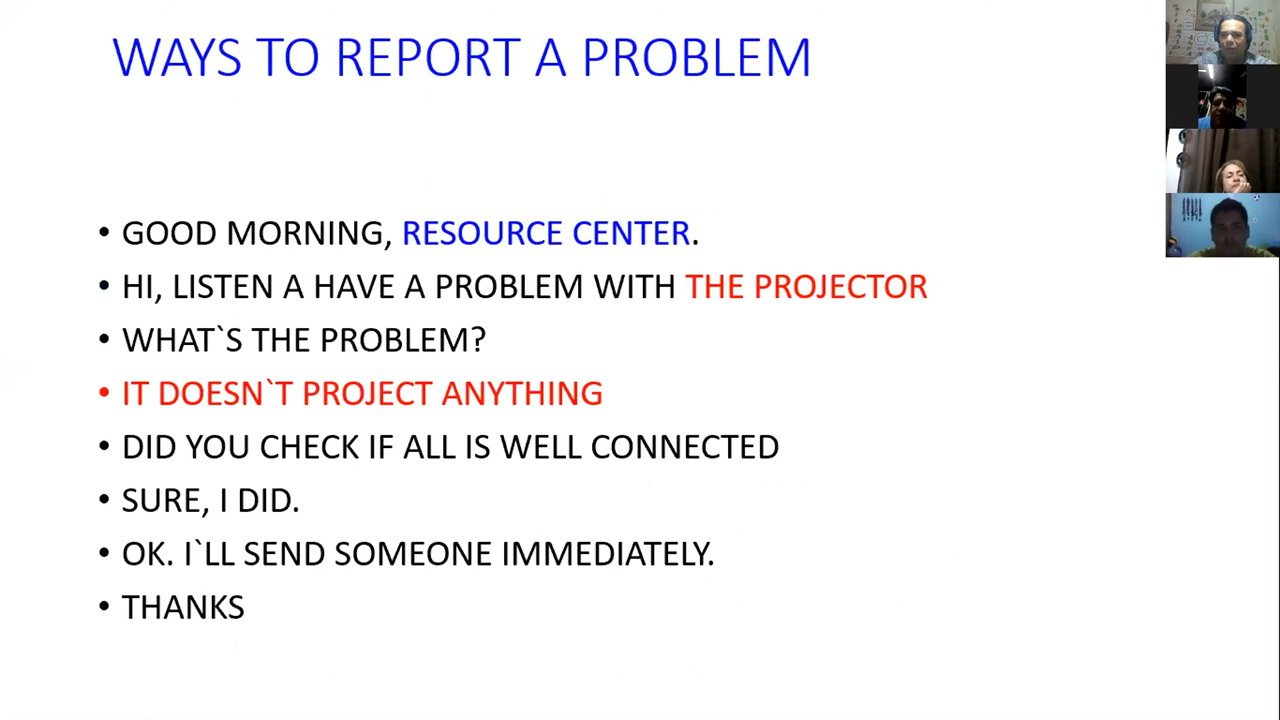 WAYS TO REPORT A PROBLEM
• GOOD MORNING, RESOURCE CENTER.
• HI, LISTEN A HAVE A PROBLEM WITH THE PROJECTOR
• WHAT`S THE PROBLEM?
• IT DOESN`T PROJECT ANYTHING
• DID YOU CHECK IF ALL IS WELL CONNECTED
• SURE, I DID.
• OK. I`LL SEND SOMEONE IMMEDIATELY.
• THANKS